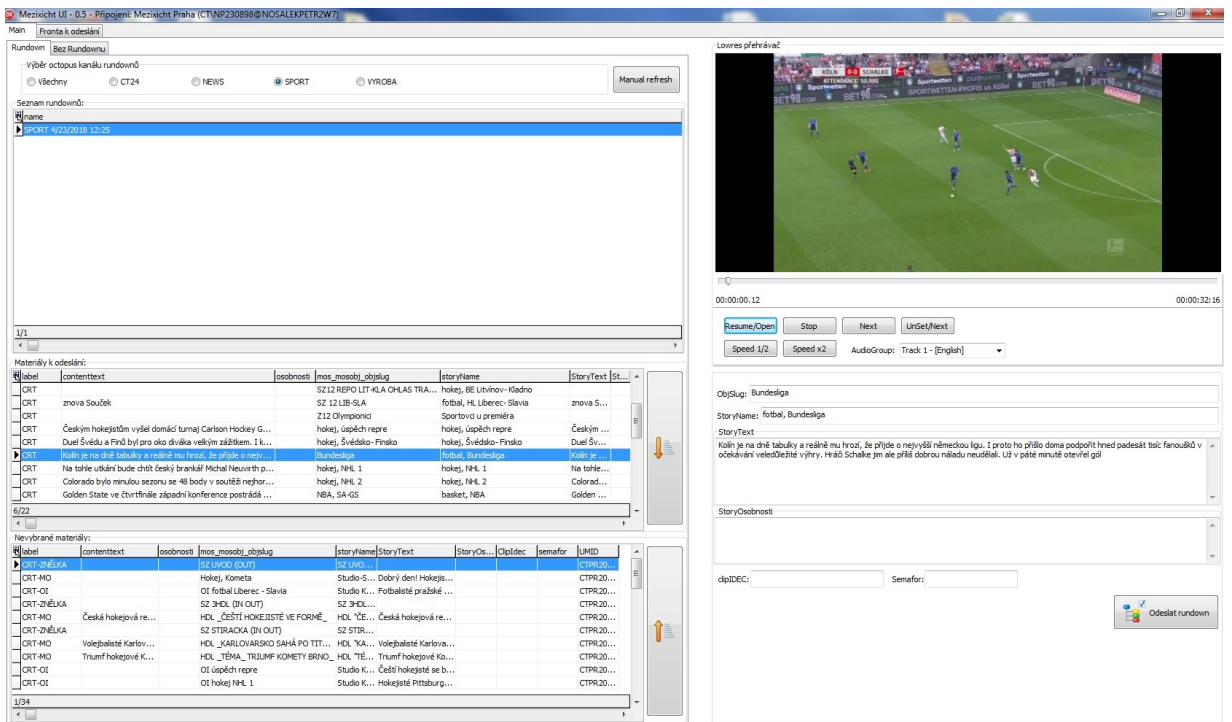 Mezixicht UI - 0.5 - Připojení: Mezixicht Praha (CT\NP230898@NOSALEKPETR2W7)
Main Fronta k odeslání
Rundown Bez Rundownu
Výběr octopus kanálu rundownů
Všechny CT24 NEWS SPORT VYROBA
Manual refresh
Seznam rundownů:
name
SPORT 4/23/2018 12:25
1/1
Materiály k odeslání:
label contenttext osobnosti mos_mosobj_objslug storyName StoryText St...
CRT SZ12 REPO LIT-KLA OHLAS TRA... hokej, BE Litvínov- Kladno
CRT znova Souček SZ 12 LIB-SLA fotbal, HL Liberec- Slavia znova S...
CRT Z12 Olympionici Sportovci u premiéra
CRT Českým hokejistům vyšel domácí turnaj Carlson Hockey G... hokej, úspěch repre hokej, úspěch repre Českým ...
CRT Duel Švédu a Finů byl pro oko diváka velkým zážitkem. I k... hokej, Švédsko- Finsko hokej, Švédsko- Finsko Duel Šv...
CRT Kolín je na dně tabulky a reálně mu hrozí, že přijde o nejv... Bundesliga fotbal, Bundesliga Kolín je ...
CRT Na tohle utkání bude chtít český brankář Michal Neuvirth p... hokej, NHL 1 hokej, NHL 1 Na tohle...
CRT Colorado bylo minulou sezonu se 48 body v soutěži nejhor... hokej, NHL 2 hokej, NHL 2 Colorad...
CRT Golden State ve čtvrtfinále západní konference postrádá ... NBA, SA-GS basket, NBA Golden ...
6/22
Nevybrané materiály:
label contenttext osobnosti mos_mosobj_objslug storyName StoryText StoryOs... ClipIdec semafor UMID
CRT-ZNĚLKA SZ UVOD (OUT) SZ UVO... CTPR20...
CRT-MO Hokej, Kometa Studio-S... Dobrý den! Hokejis... CTPR20...
CRT-OI OI fotbal Liberec - Slavia Studio K... Fotbalisté pražské ... CTPR20...
CRT-ZNĚLKA SZ 3HDL (IN OUT) SZ 3HDL... CTPR20...
CRT-MO Česká hokejová re... HDL _ČEŠTÍ HOKEJISTÉ VE FORMĚ_ HDL "ČE... Česká hokejová re... CTPR20...
CRT-ZNĚLKA SZ STIRACKA (IN OUT) SZ STIR... CTPR20...
CRT-MO Volejbalisté Karlov... HDL _KARLOVARSKO SAHÁ PO TIT... HDL "KA... Volejbalisté Karlova... CTPR20...
CRT-MO Triumf hokejové K... HDL _TÉMA_ TRIUMF KOMETY BRNO_ HDL "TÉ... Triumf hokejové Ko... CTPR20...
CRT-OI OI úspěch repre Studio K... Čeští hokejisté se b... CTPR20...
CRT-OI OI hokej NHL 1 Studio K... Hokejisté Pittsburg... CTPR20...
1/34
Lowres přehrávač
KÖLN 0-0 SCHALKE
ATTENDANCE: 50,000
Sportwetten Sportwetten Sportwetten
BET90.COM BET90.COM SPORTWETTEN-PROFIS us Kölle! BET90
00:00:00.12 00:00:32:16
Resume/Open Stop Next UnSet/Next
Speed 1/2 Speed x2 AudioGroup: Track 1 - [English]
ObjSlug: Bundesliga
StoryName: fotbal, Bundesliga
StoryText
Kolín je na dně tabulky a reálně mu hrozí, že přijde o nejvyšší německou ligu. I proto ho přišlo doma podpořit hned padesát tisíc fanoušků v
očekávání veledůležité výhry. Hráči Schalke jim ale příliš dobrou náladu neudělali. Už v páté minutě otevřel gól
StoryOsobnosti
clipIDEC: Semafor:
Odeslat rundown